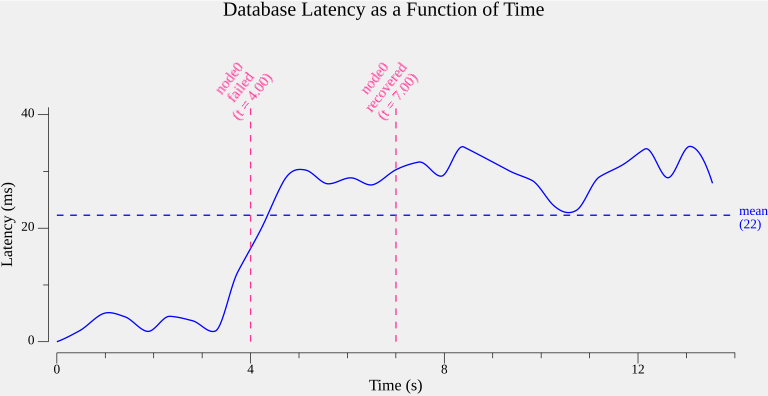 Database Latency as a Function of Time
node0
failed
(t = 4.00)
node0
recovered
(t = 7.00)
40
20
0
Latency (ms)
mean
(22)
0
4
8
12
Time (s)